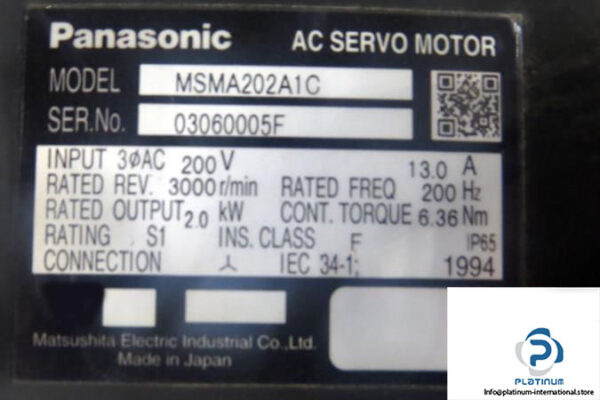 Panasonic AC SERVO MOTOR
MODEL MSMA202A1C
SER.No. 03060005F
INPUT 3ØAC 200 V 13.0 A
RATED REV. 3000 r/min RATED FREQ 200 Hz
RATED OUTPUT 2.0 kW CONT. TORQUE 6.36 Nm
RATING S1 INS. CLASS F IP65
CONNECTION ⅄ IEC 34-1; 1994
Matsushita Electric Industrial Co.,Ltd.
Made in Japan
PLATINUM
Info@platinum-international.store